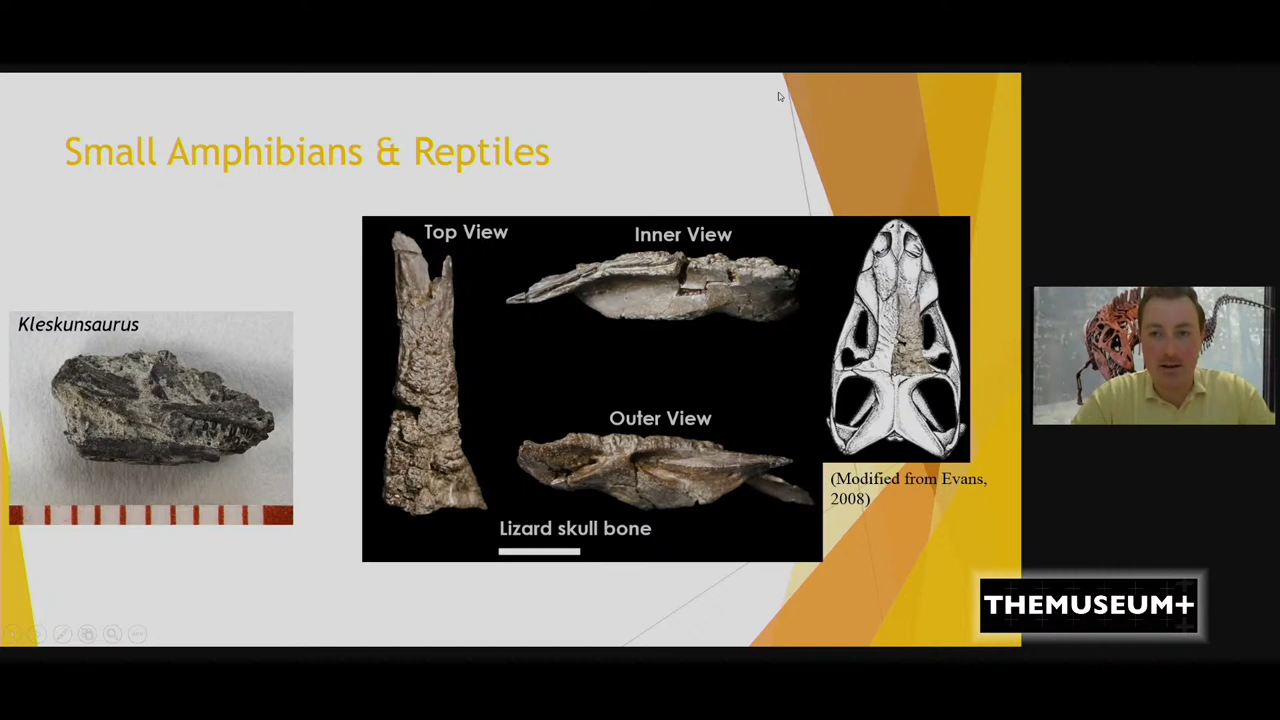 Small Amphibians & Reptiles
Kleskunsaurus
Top View
Inner View
Outer View
Lizard skull bone
(Modified from Evans,
2008)
THEMUSEUM+